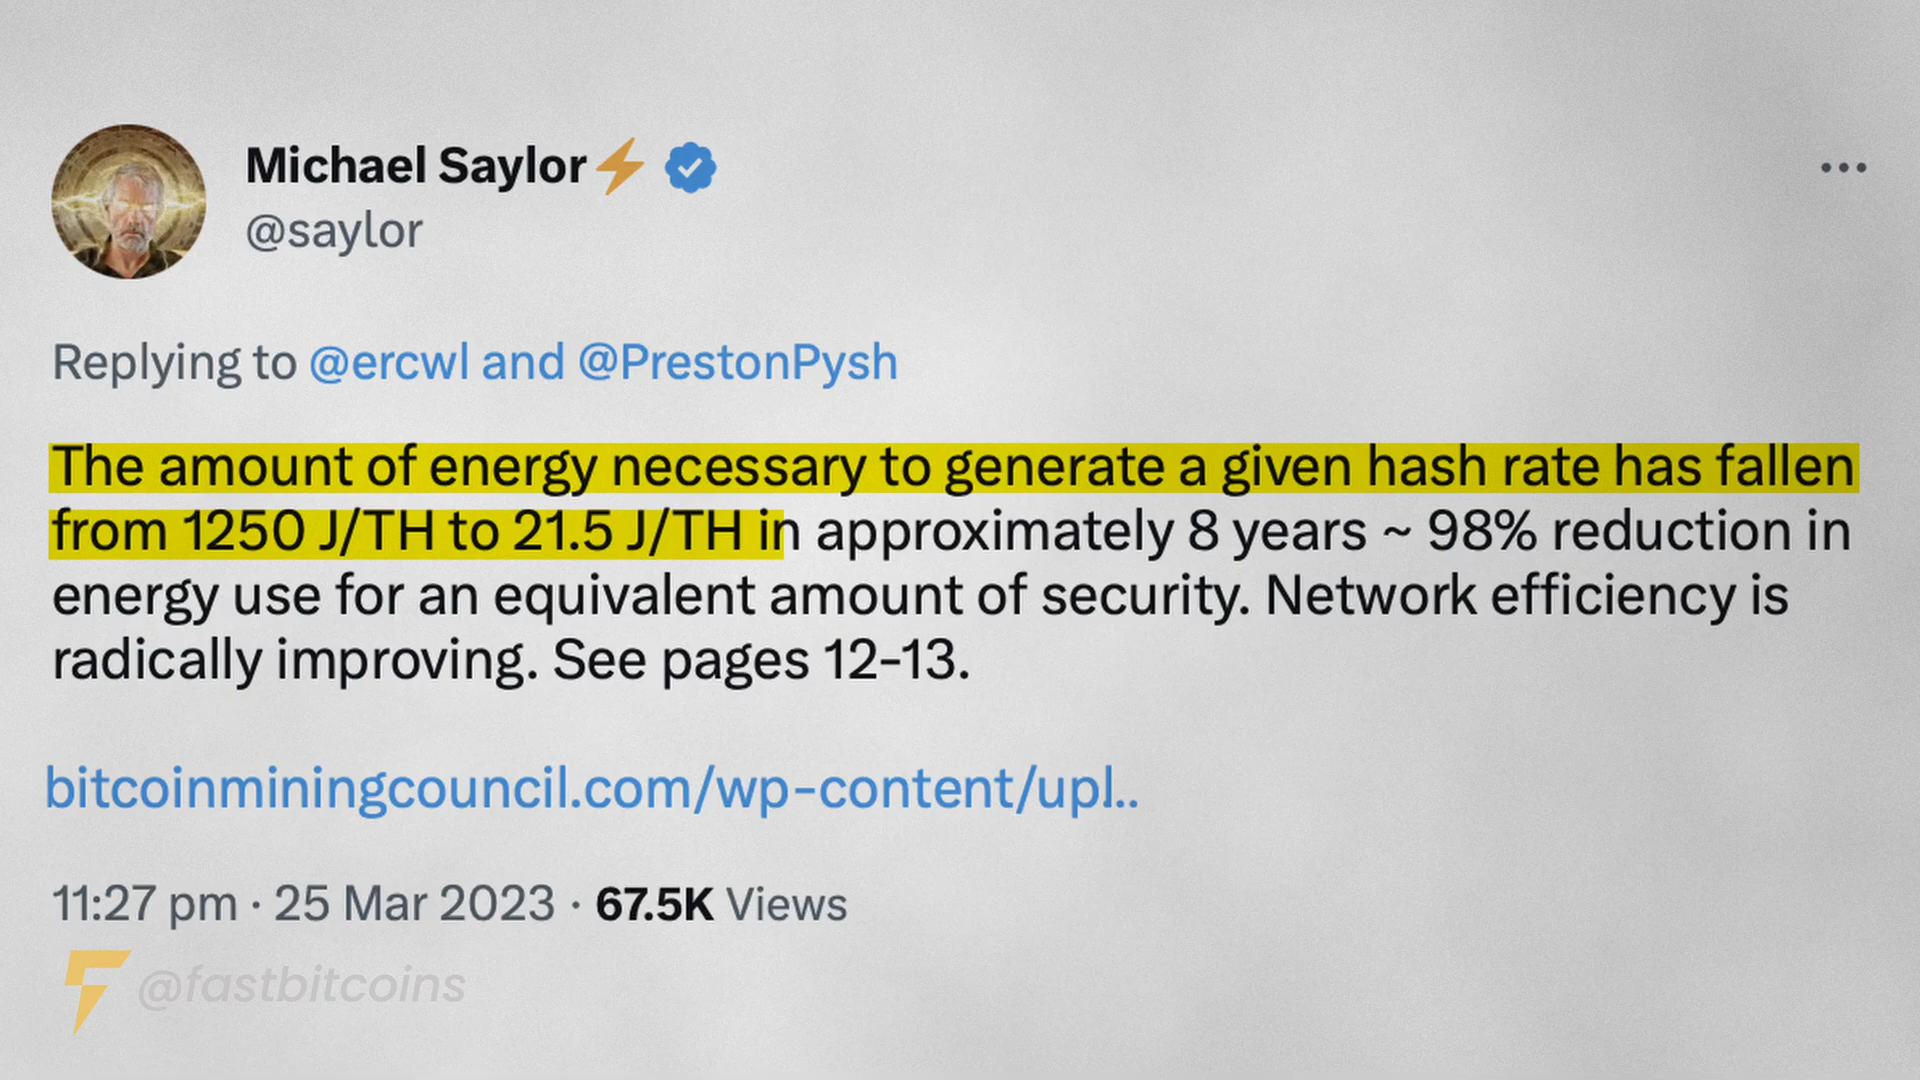 Michael Saylor⚡
@saylor
Replying to @ercwl and @PrestonPysh
The amount of energy necessary to generate a given hash rate has fallen
from 1250 J/TH to 21.5 J/TH in approximately 8 years ~ 98% reduction in
energy use for an equivalent amount of security. Network efficiency is
radically improving. See pages 12-13.
bitcoinminingcouncil.com/wp-content/upl..
11:27 pm · 25 Mar 2023 · 67.5K Views
@fastbitcoins